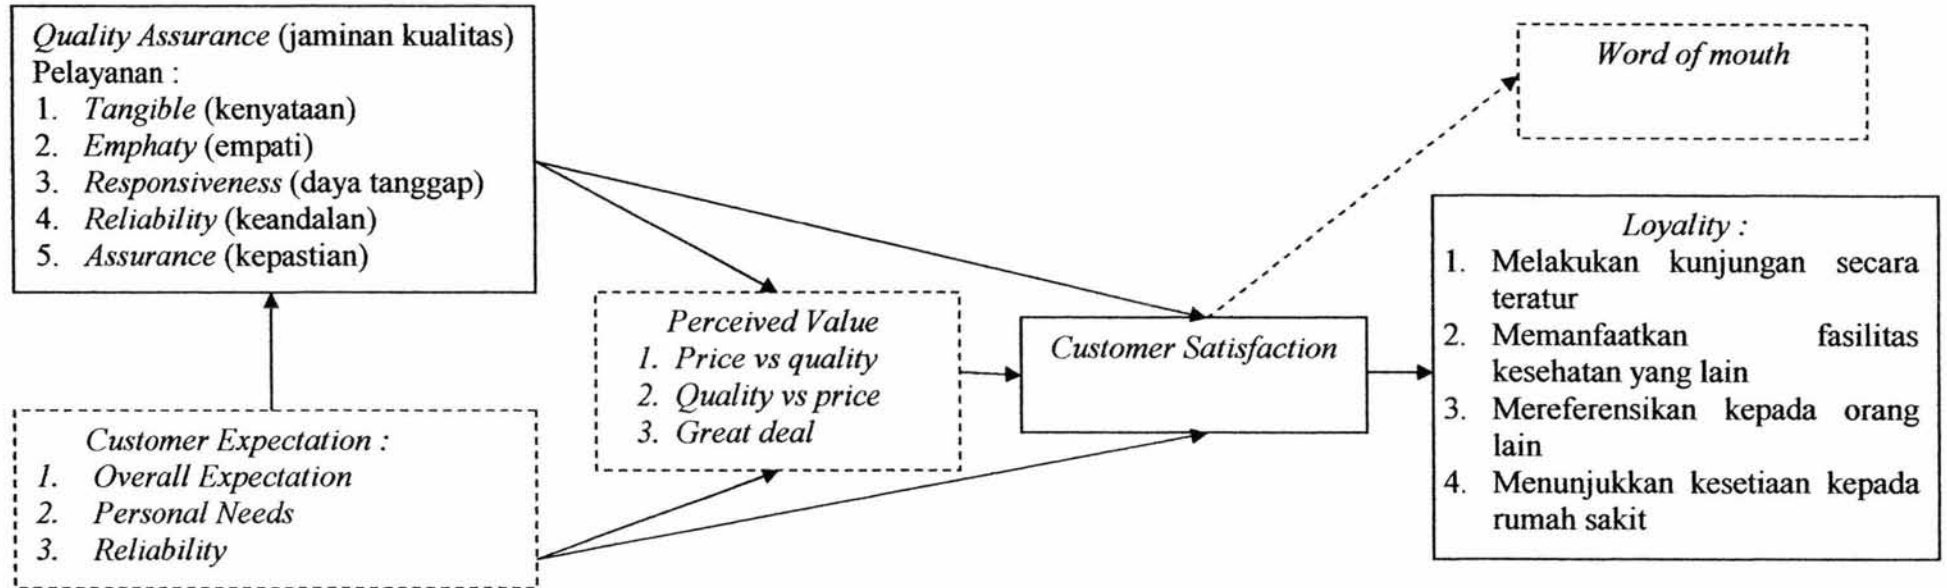 Quality Assurance (jaminan kualitas)
Pelayanan :
1. Tangible (kenyataan)
2. Emphaty (empati)
3. Responsiveness (daya tanggap)
4. Reliability (keandalan)
5. Assurance (kepastian)
Customer Expectation :
1. Overall Expectation
2. Personal Needs
3. Reliability
Perceived Value
1. Price vs quality
2. Quality vs price
3. Great deal
Customer Satisfaction
Word of mouth
Loyality :
1. Melakukan kunjungan secara
teratur
2. Memanfaatkan fasilitas
kesehatan yang lain
3. Mereferensikan kepada orang
lain
4. Menunjukkan kesetiaan kepada
rumah sakit